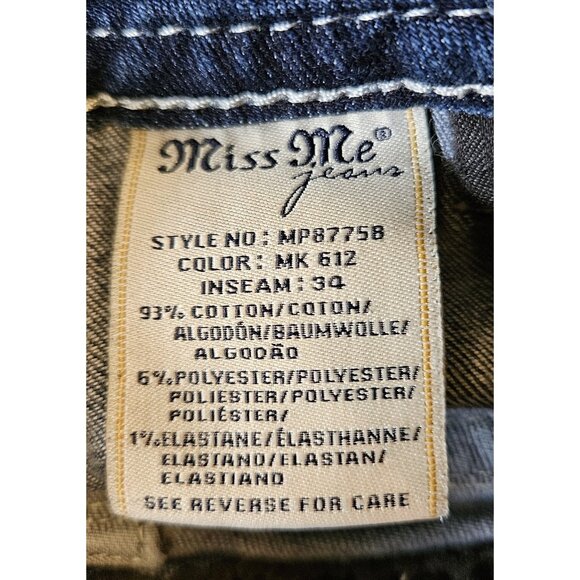 Miss Me®
jeans
STYLE NO: MP8775B
COLOR: MK 612
INSEAM: 34
93% COTTON/COTON/
ALGODÓN/BAUMWOLLE/
ALGODÃO
6% POLYESTER/POLYESTER/
POLIESTER/POLYESTER/
POLIÉSTER/
1% ELASTANE/ÉLASTHANNE/
ELASTANO/ELASTAN/
ELASTIANO
SEE REVERSE FOR CARE